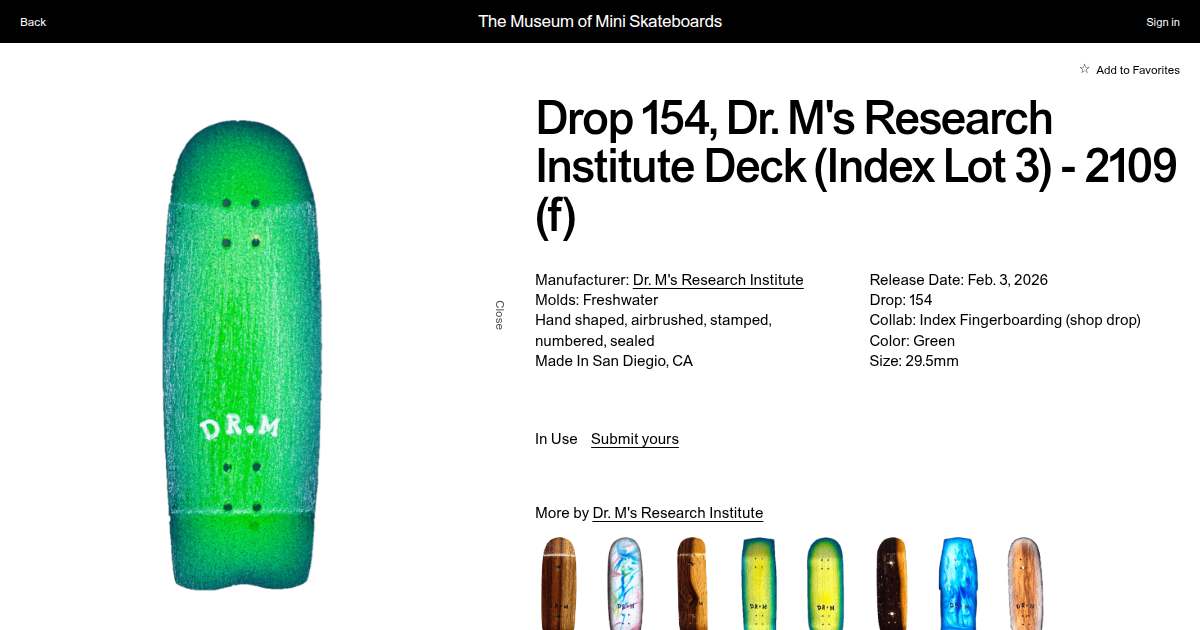 Back
The Museum of Mini Skateboards
Sign in
☆ Add to Favorites
Drop 154, Dr. M's Research
Institute Deck (Index Lot 3) - 2109
(f)
Manufacturer: Dr. M's Research Institute
Molds: Freshwater
Hand shaped, airbrushed, stamped,
numbered, sealed
Made In San Diegio, CA
Release Date: Feb. 3, 2026
Drop: 154
Collab: Index Fingerboarding (shop drop)
Color: Green
Size: 29.5mm
Close
DR.M
In Use Submit yours
More by Dr. M's Research Institute
DR.M
DR.M
DR.M